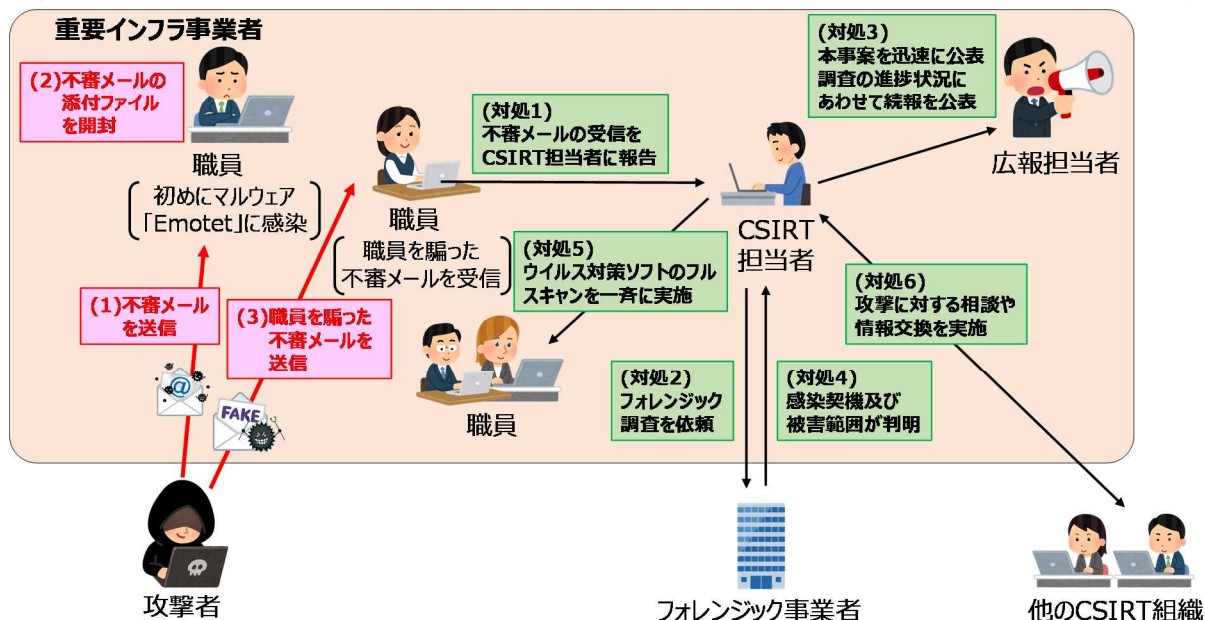 重要インフラ事業者
(2)不審メールの
添付ファイル
を開封
職員
初めにマルウェア
「Emotet」に感染
(1)不審メール
を送信
(3)職員を騙った
不審メールを
送信
@
FAKE
攻撃者
職員
職員を騙った
不審メールを受信
(対処1)
不審メールの受信を
CSIRT担当者に報告
CSIRT
担当者
(対処3)
本事案を迅速に公表
調査の進捗状況に
あわせて続報を公表
広報担当者
(対処5)
ウイルス対策ソフトのフル
スキャンを一斉に実施
職員
(対処2)
フォレンジック
調査を依頼
(対処4)
感染契機及び
被害範囲が判明
(対処6)
攻撃に対する相談や
情報交換を実施
フォレンジック事業者
他のCSIRT組織